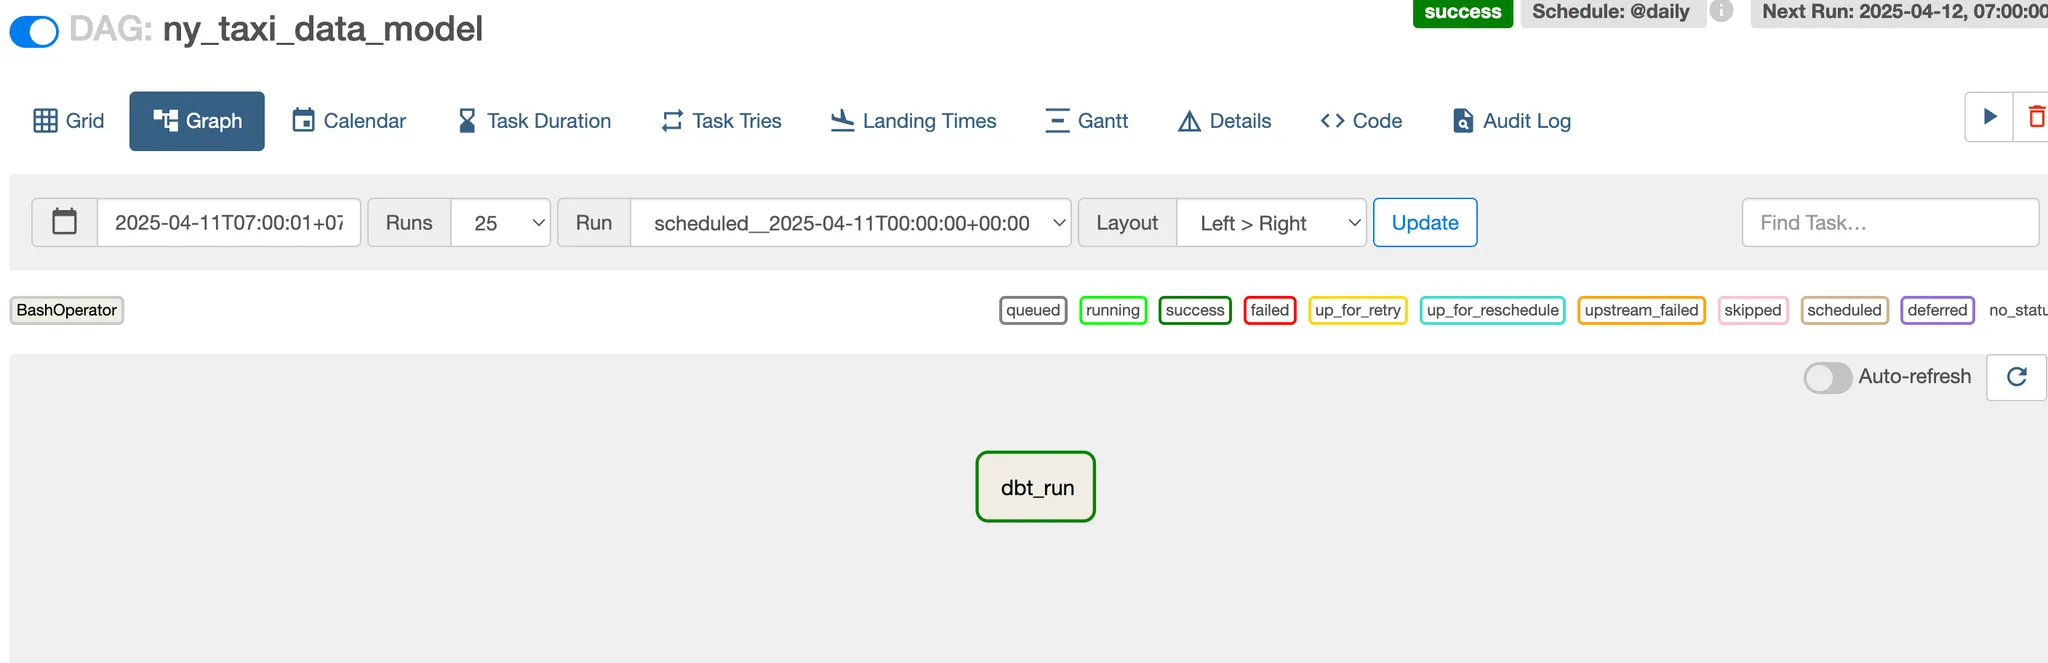 DAG: ny_taxi_data_model
success Schedule: @daily i Next Run: 2025-04-12, 07:00:00
Grid Graph Calendar Task Duration Task Tries Landing Times Gantt Details Code Audit Log
2025-04-11T07:00:01+07 Runs 25 Run scheduled__2025-04-11T00:00:00+00:00 Layout Left > Right Update Find Task...
BashOperator queued running success failed up_for_retry up_for_reschedule upstream_failed skipped scheduled deferred no_statu
Auto-refresh
dbt_run